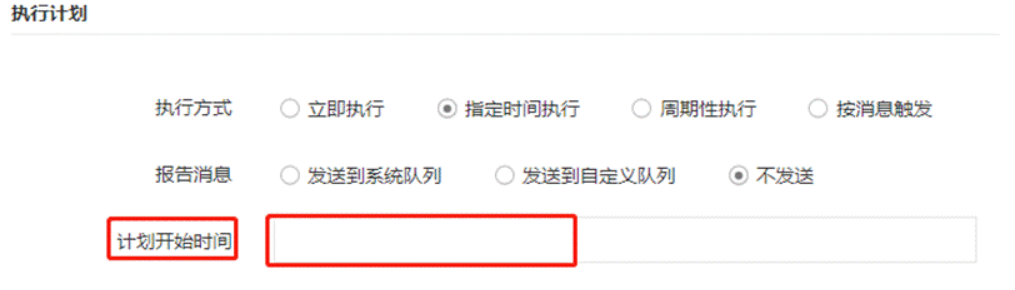 执行计划
执行方式 立即执行 指定时间执行 周期性执行 按消息触发
报告消息 发送到系统队列 发送到自定义队列 不发送
计划开始时间